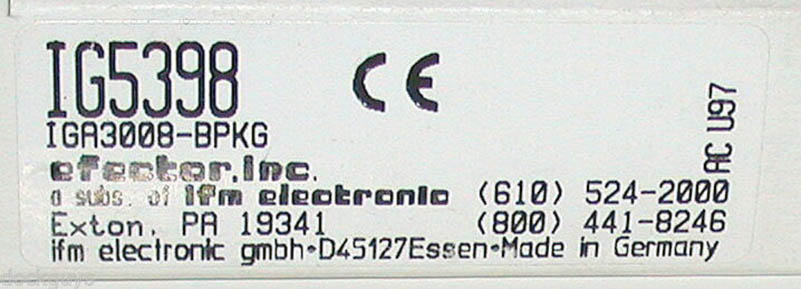 IG5398 CE
IGA3008-BPKG
efector,inc.
a subs. of ifm electronic (610) 524-2000
Exton, PA 19341 (800) 441-8246
ifm electronic gmbh•D45127Essen•Made in Germany
AC U97
dockguys